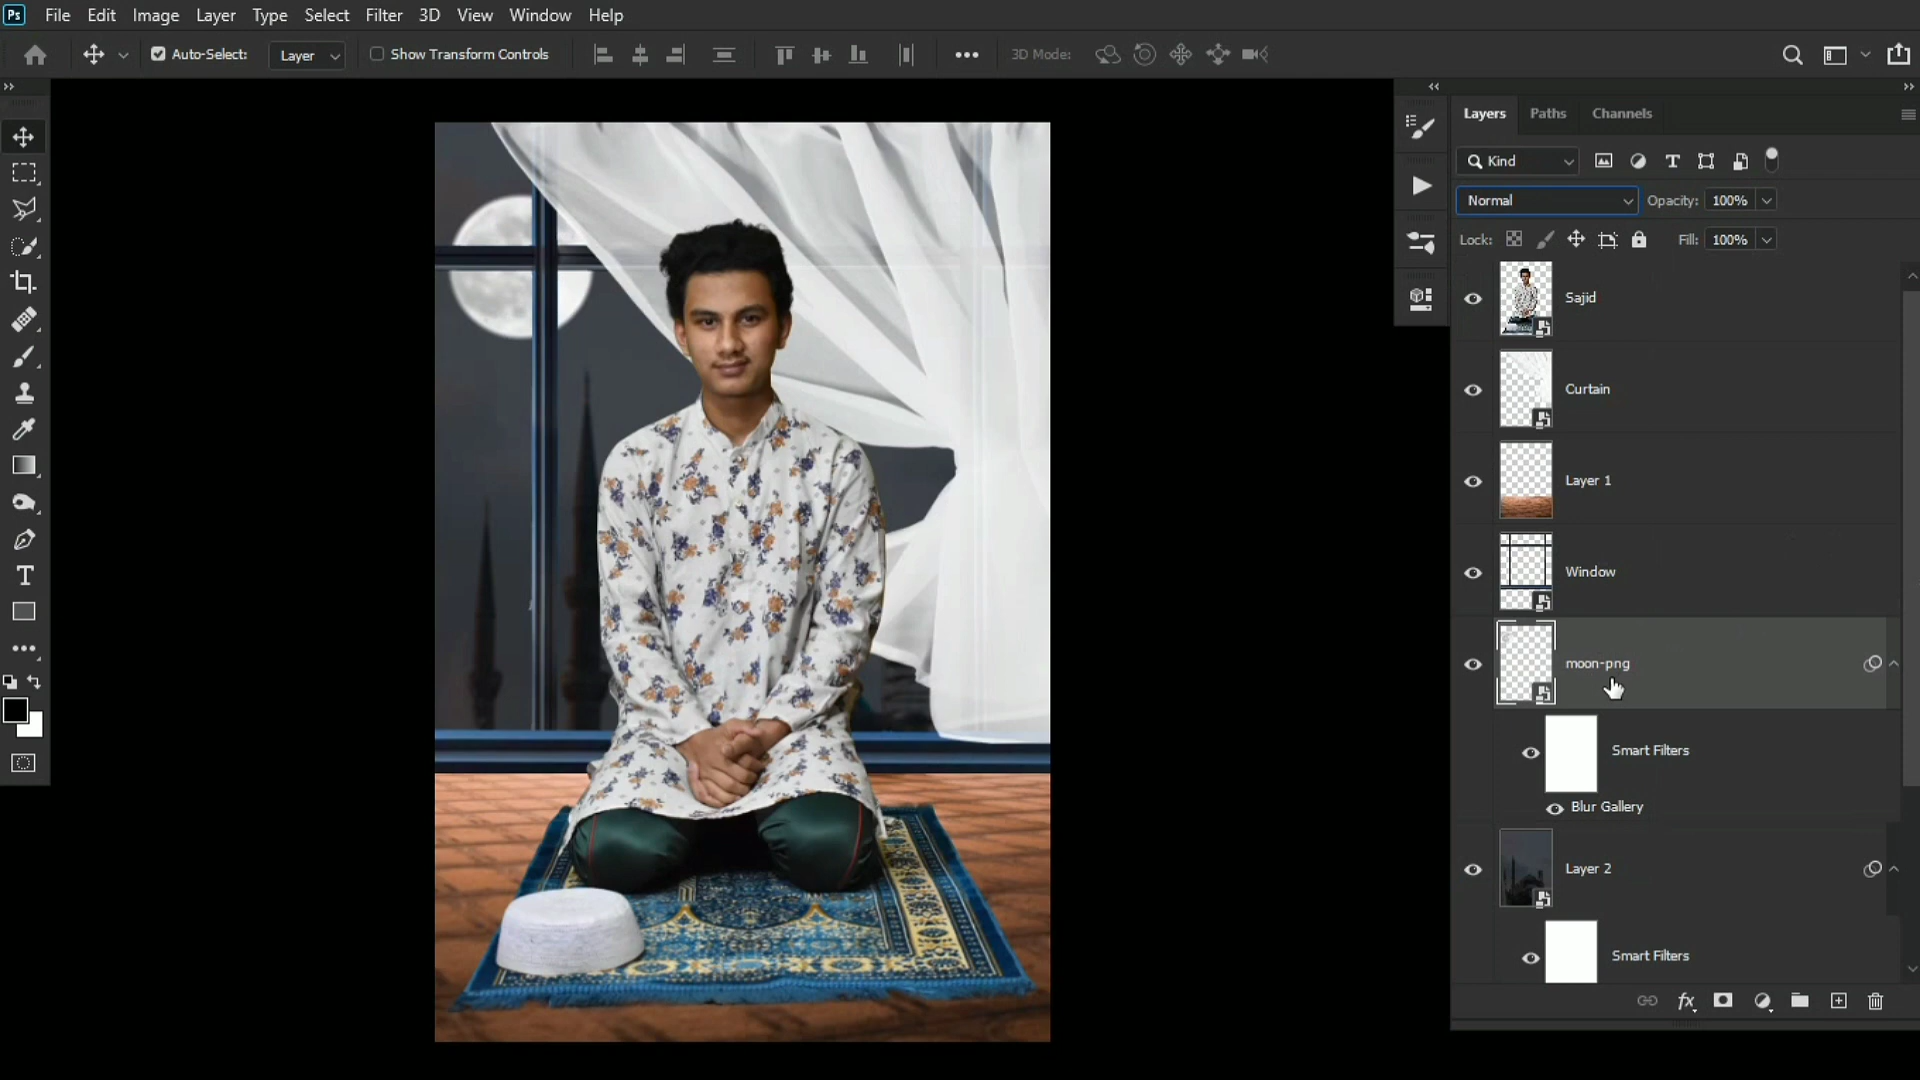 Ps File Edit Image Layer Type Select Filter 3D View Window Help
Auto-Select: Layer Show Transform Controls 3D Mode:
Layers Paths Channels
Kind
Normal Opacity: 100%
Lock: Fill: 100%
Sajid
Curtain
Layer 1
Window
moon-png
Smart Filters
Blur Gallery
Layer 2
Smart Filters
fx